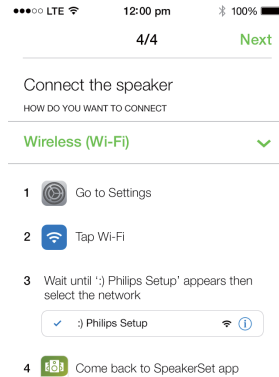 LTE 12:00 pm 100%
4/4 Next
Connect the speaker
HOW DO YOU WANT TO CONNECT
Wireless (Wi-Fi)
1 Go to Settings
2 Tap Wi-Fi
3 Wait until ':) Philips Setup' appears then
select the network
:) Philips Setup
4 Come back to SpeakerSet app